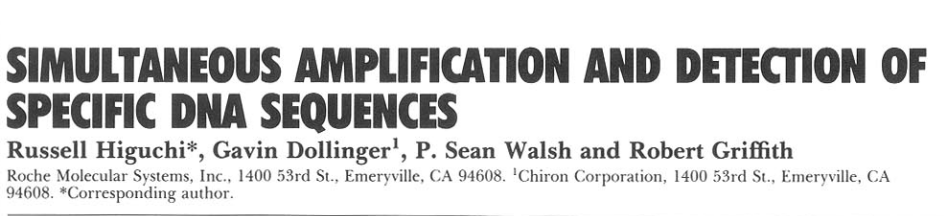 SIMULTANEOUS AMPLIFICATION AND DETECTION OF
SPECIFIC DNA SEQUENCES
Russell Higuchi*, Gavin Dollinger¹, P. Sean Walsh and Robert Griffith
Roche Molecular Systems, Inc., 1400 53rd St., Emeryville, CA 94608. ¹Chiron Corporation, 1400 53rd St., Emeryville, CA
94608. *Corresponding author.